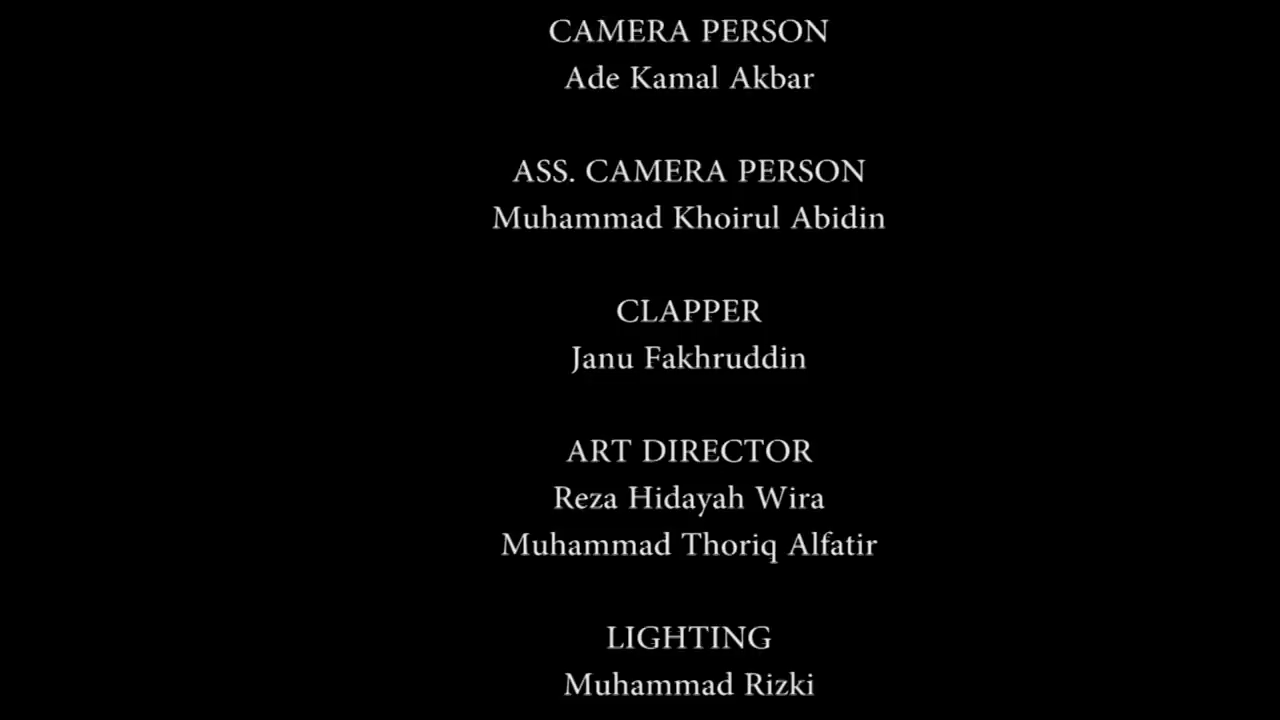 CAMERA PERSON
Ade Kamal Akbar
ASS. CAMERA PERSON
Muhammad Khoirul Abidin
CLAPPER
Janu Fakhruddin
ART DIRECTOR
Reza Hidayah Wira
Muhammad Thoriq Alfatir
LIGHTING
Muhammad Rizki